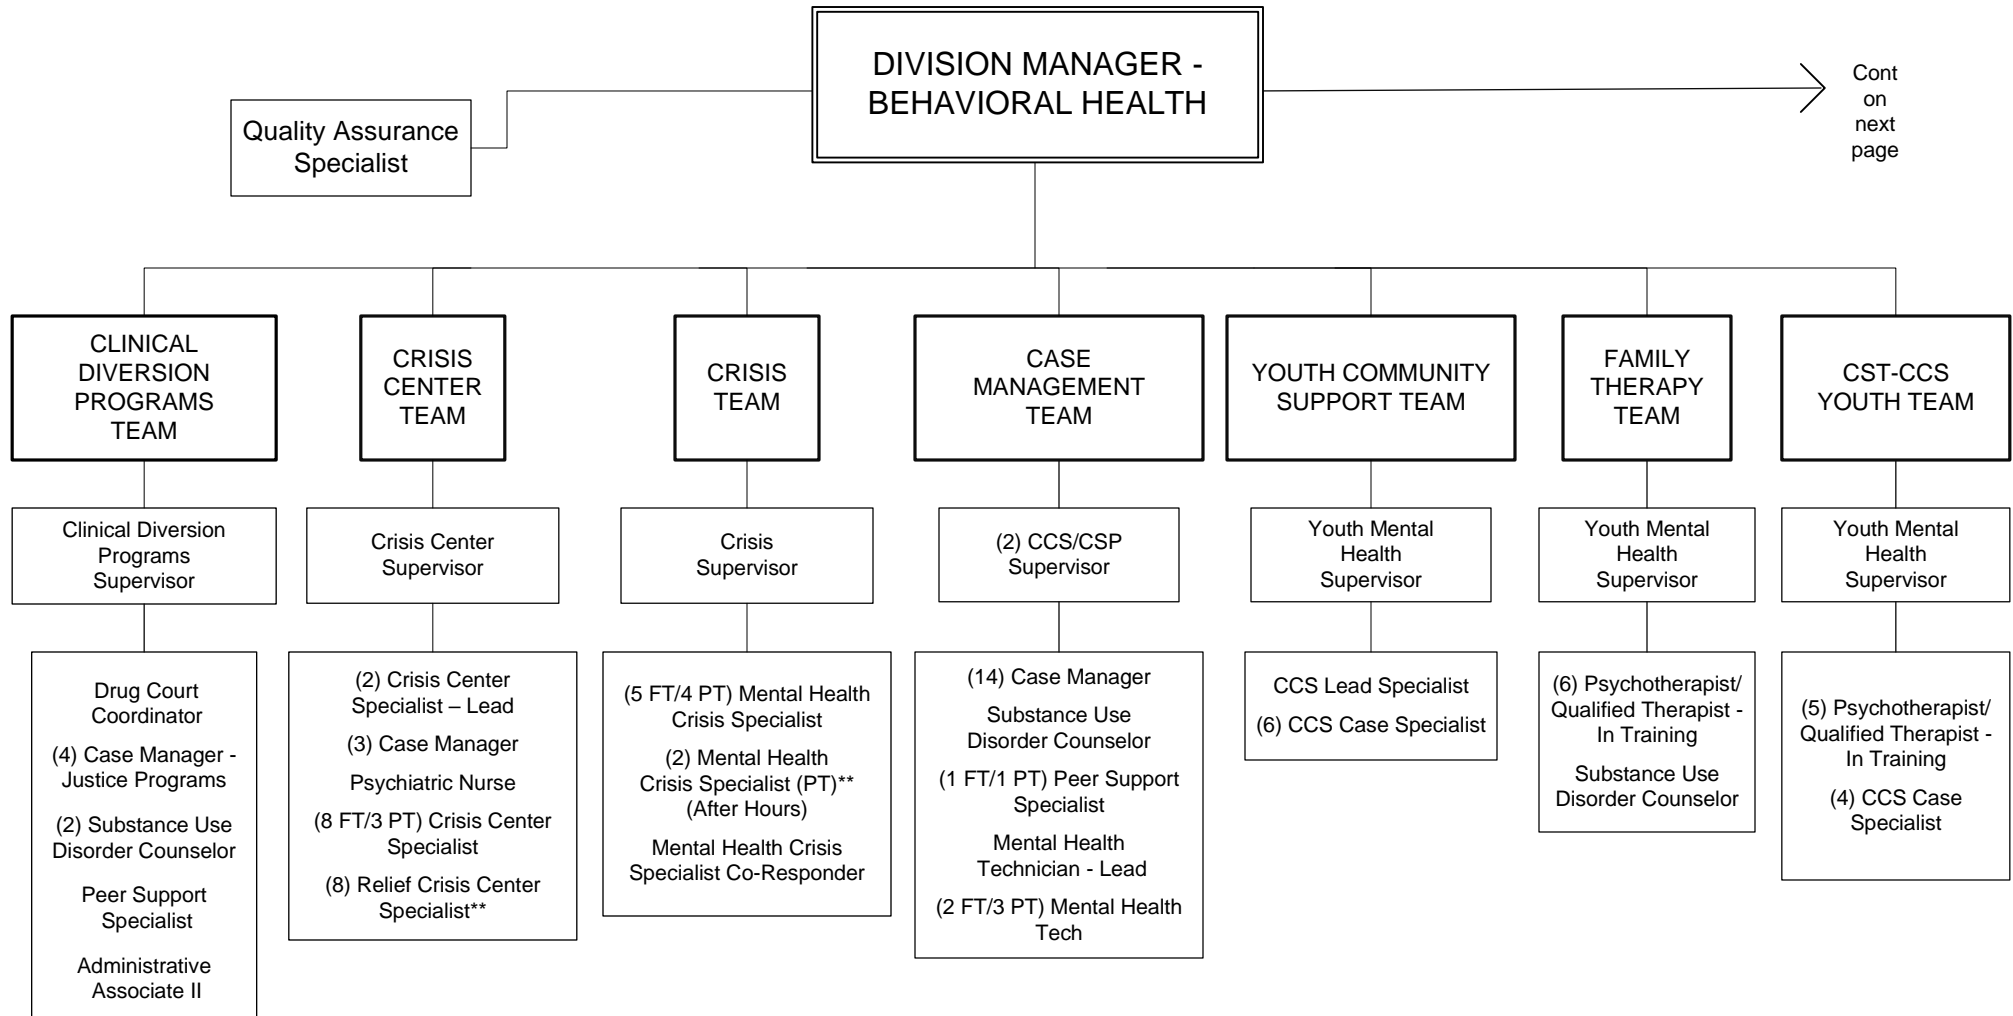 DIVISION MANAGER -
BEHAVIORAL HEALTH
Quality Assurance
Specialist
Cont
on
next
page
CLINICAL
DIVERSION
PROGRAMS
TEAM
CRISIS
CENTER
TEAM
CRISIS
TEAM
CASE
MANAGEMENT
TEAM
YOUTH COMMUNITY
SUPPORT TEAM
FAMILY
THERAPY
TEAM
CST-CCS
YOUTH TEAM
Clinical Diversion
Programs
Supervisor
Crisis Center
Supervisor
Crisis
Supervisor
(2) CCS/CSP
Supervisor
Youth Mental
Health
Supervisor
Youth Mental
Health
Supervisor
Youth Mental
Health
Supervisor
Drug Court
Coordinator
(4) Case Manager -
Justice Programs
(2) Substance Use
Disorder Counselor
Peer Support
Specialist
Administrative
Associate II
(2) Crisis Center
Specialist – Lead
(3) Case Manager
Psychiatric Nurse
(8 FT/3 PT) Crisis Center
Specialist
(8) Relief Crisis Center
Specialist**
(5 FT/4 PT) Mental Health
Crisis Specialist
(2) Mental Health
Crisis Specialist (PT)**
(After Hours)
Mental Health Crisis
Specialist Co-Responder
(14) Case Manager
Substance Use
Disorder Counselor
(1 FT/1 PT) Peer Support
Specialist
Mental Health
Technician - Lead
(2 FT/3 PT) Mental Health
Tech
CCS Lead Specialist
(6) CCS Case Specialist
(6) Psychotherapist/
Qualified Therapist -
In Training
Substance Use
Disorder Counselor
(5) Psychotherapist/
Qualified Therapist -
In Training
(4) CCS Case
Specialist